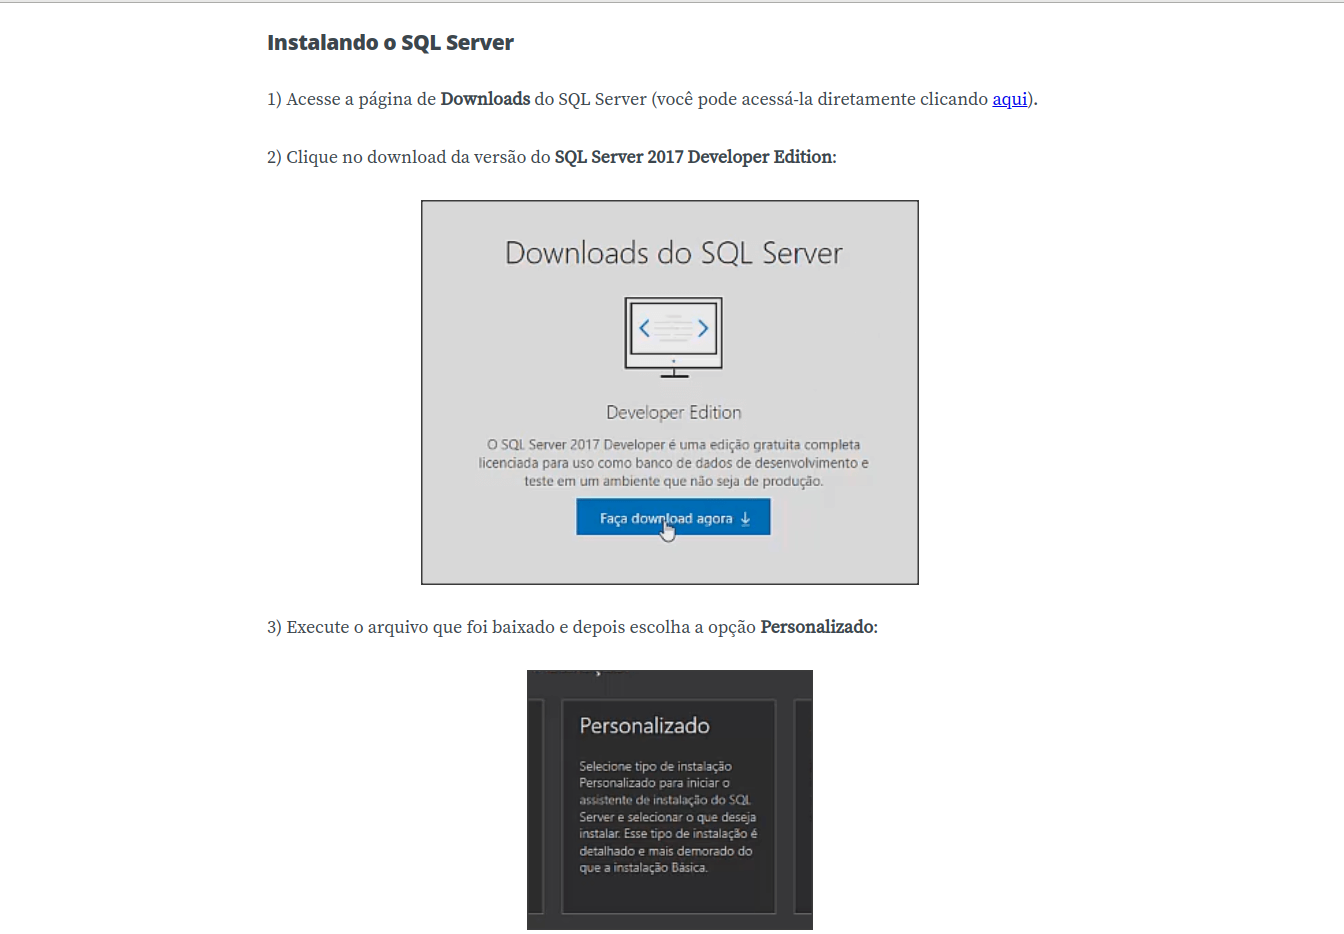 Instalando o SQL Server
1) Acesse a página de Downloads do SQL Server (você pode acessá-la diretamente clicando aqui).
2) Clique no download da versão do SQL Server 2017 Developer Edition:
Downloads do SQL Server
Developer Edition
O SQL Server 2017 Developer é uma edição gratuita completa
licenciada para uso como banco de dados de desenvolvimento e
teste em um ambiente que não seja de produção.
Faça download agora
3) Execute o arquivo que foi baixado e depois escolha a opção Personalizado:
Personalizado
Selecione tipo de instalação
Personalizado para iniciar o
assistente de instalação do SQL
Server e selecionar o que deseja
instalar. Esse tipo de instalação é
detalhado e mais demorado do
que a instalação Básica.